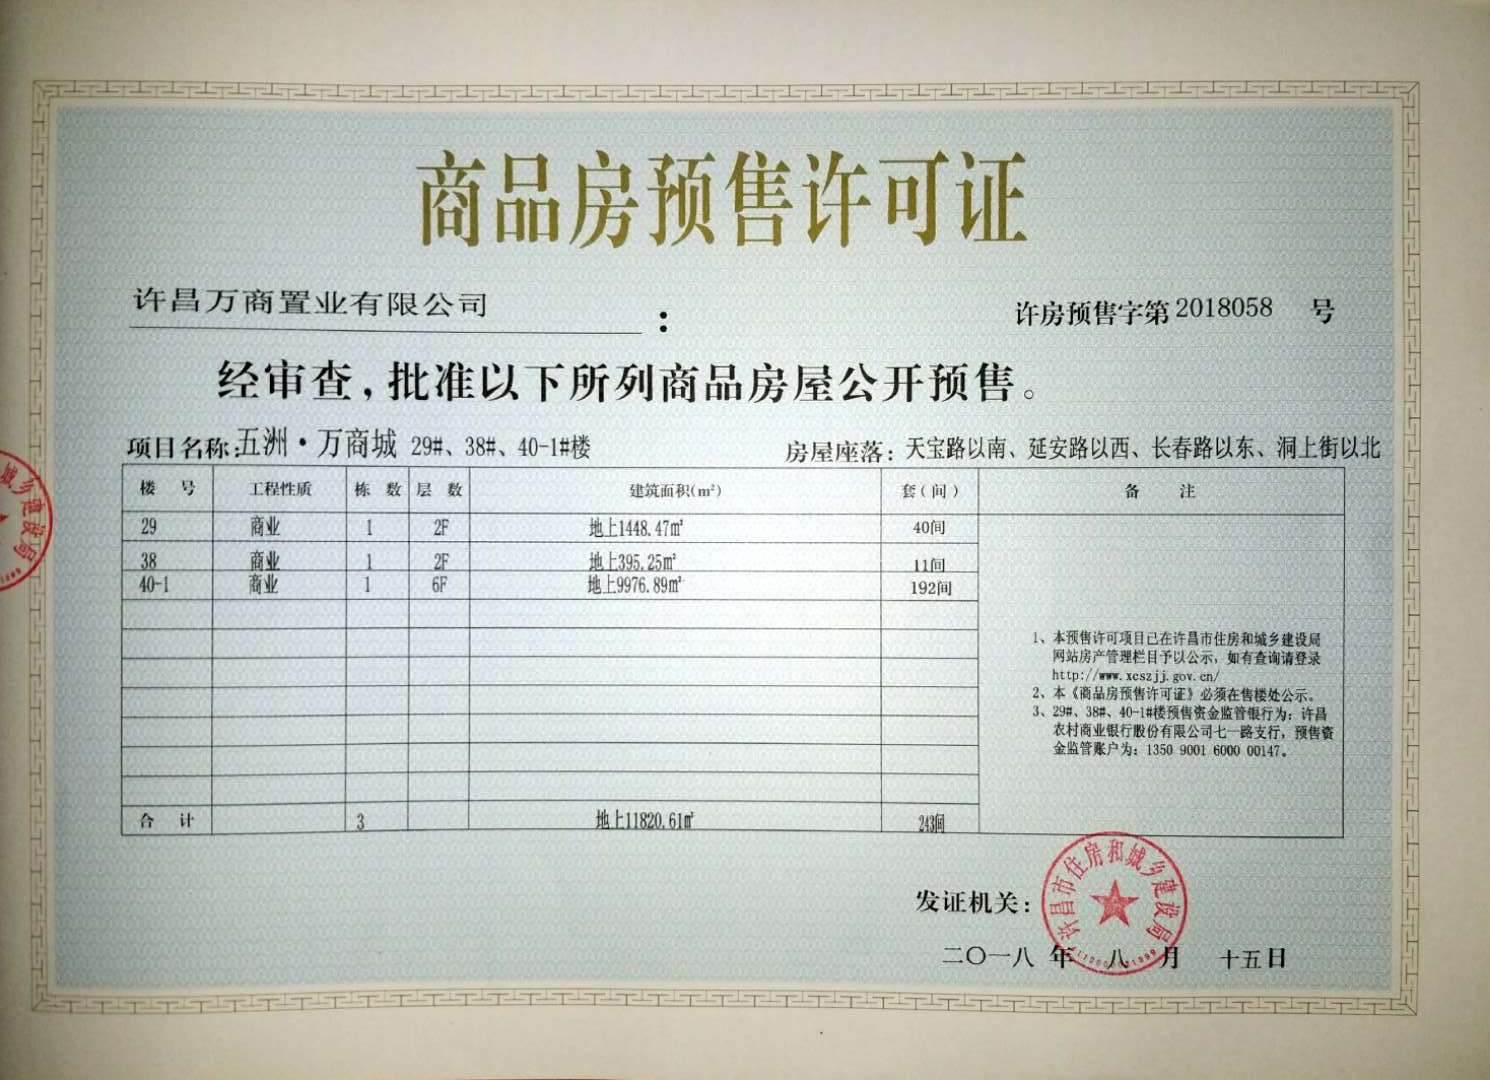 商品房预售许可证
许昌万商置业有限公司：
许房预售字第2018058 号
经审查，批准以下所列商品房屋公开预售。
项目名称：五洲·万商城 29#、38#、40-1#楼
房屋座落：天宝路以南、延安路以西、长春路以东、洞上街以北
楼 号 工程性质 栋 数 层 数 建筑面积（m²） 套（间） 备 注
29 商业 1 2F 地上1448.47㎡ 40间
38 商业 1 2F 地上395.25㎡ 11间
40-1 商业 1 6F 地上9976.89㎡ 192间
1、本预售许可项目已在许昌市住房和城乡建设局
网站房产管理栏目予以公示，如有查询请登录
http://www.xcszjj.gov.cn/
2、本《商品房预售许可证》必须在售楼处公示。
3、29#、38#、40-1#楼预售资金监管银行为：许昌
农村商业银行股份有限公司七一路支行，预售资
金监管账户为：1350 9001 6000 00147。
合 计 3 地上11820.61㎡ 243间
发证机关：
许昌市住房和城乡建设局
二〇一八 年 八 月 十五日
城乡建设局